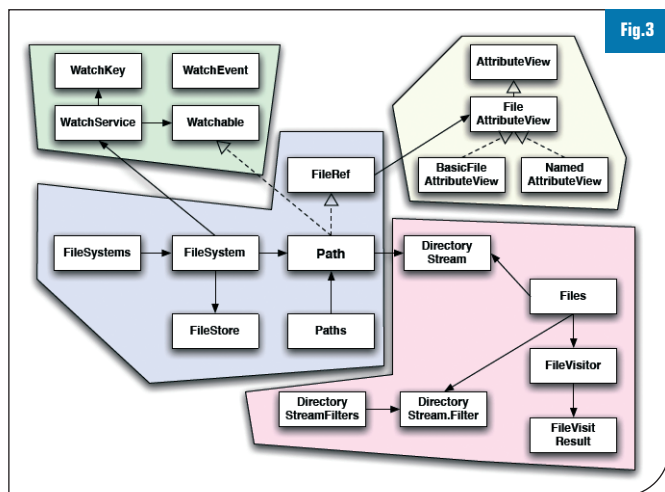 Fig.3
WatchKey
WatchEvent
WatchService
Watchable
AttributeView
File
AttributeView
BasicFile
AttributeView
Named
AttributeView
FileRef
FileSystems
FileSystem
Path
FileStore
Paths
Directory
Stream
Files
FileVisitor
Directory
StreamFilters
Directory
Stream.Filter
FileVisit
Result